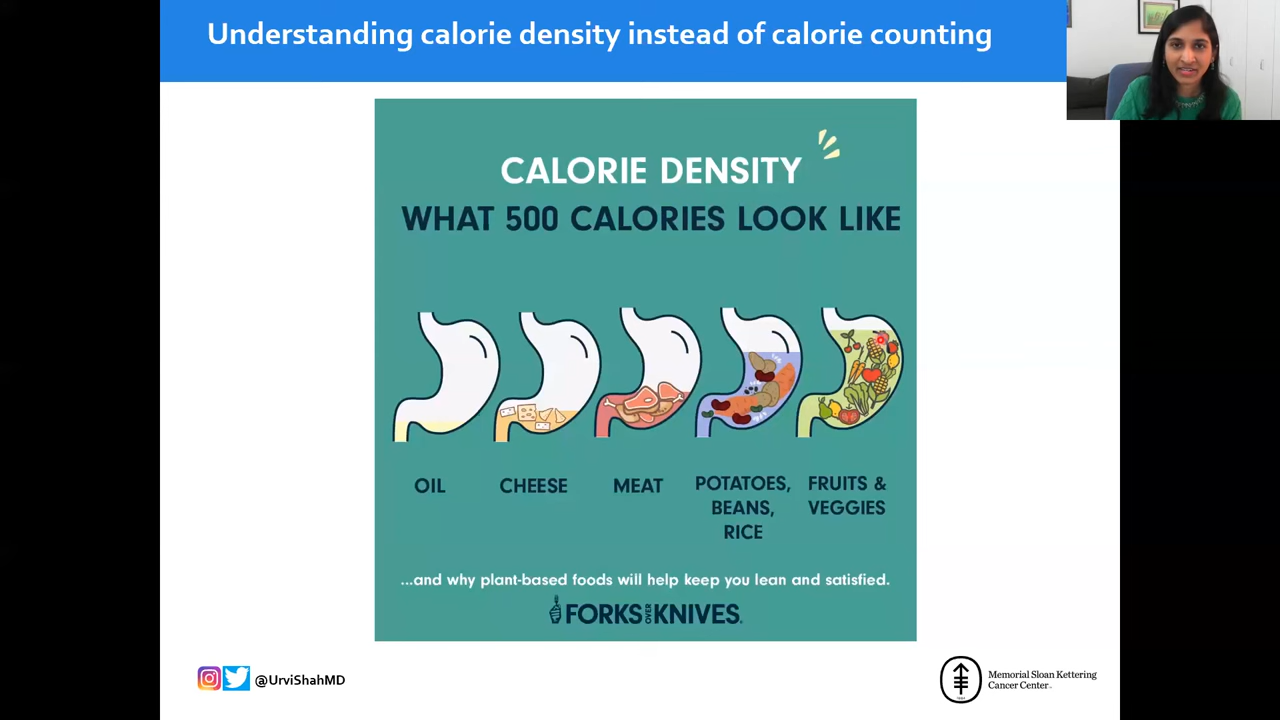 Understanding calorie density instead of calorie counting
CALORIE DENSITY
WHAT 500 CALORIES LOOK LIKE
OIL
CHEESE
MEAT
POTATOES,
BEANS,
RICE
FRUITS &
VEGGIES
...and why plant-based foods will help keep you lean and satisfied.
FORKS OVER KNIVES.
@UrviShahMD
Memorial Sloan Kettering
Cancer Center